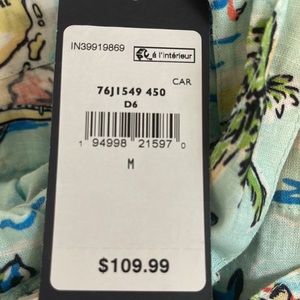 IN39919869
é l'intérieur
CAR
76J1549 450
D6
1 94998 21597 0
M
$109.99